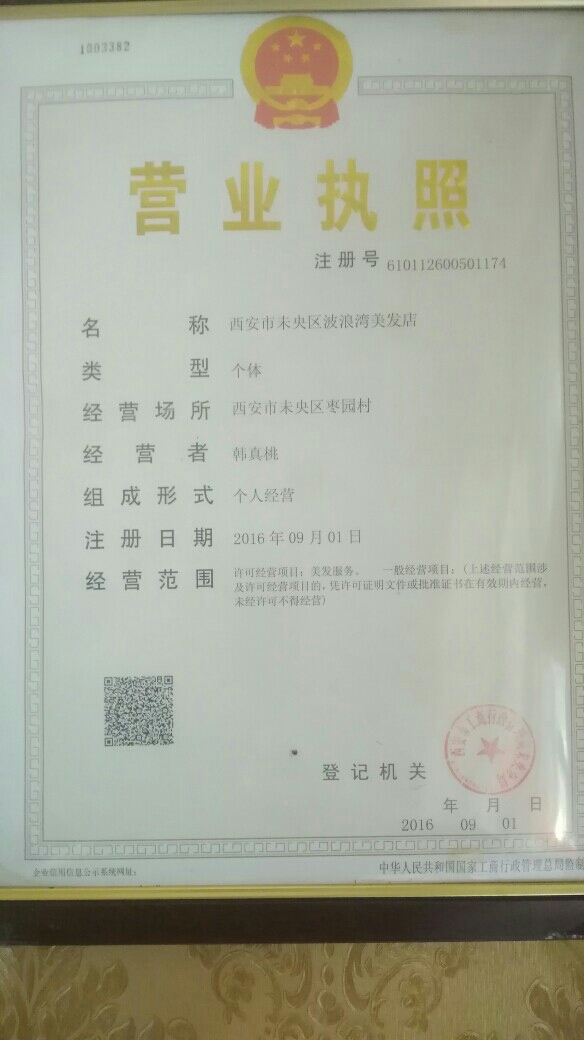 1003382
营业执照
注册号 610112600501174
名称 西安市未央区波浪湾美发店
类型 个体
经营场所 西安市未央区枣园村
经营者 韩真桃
组成形式 个人经营
注册日期 2016年09月01日
经营范围 许可经营项目：美发服务。 一般经营项目：（上述经营范围涉
及许可经营项目的，凭许可证明文件或批准证书在有效期内经营，
未经许可不得经营）
登记机关
年 月 日
2016 09 01
企业信用信息公示系统网址：
中华人民共和国国家工商行政管理总局监制